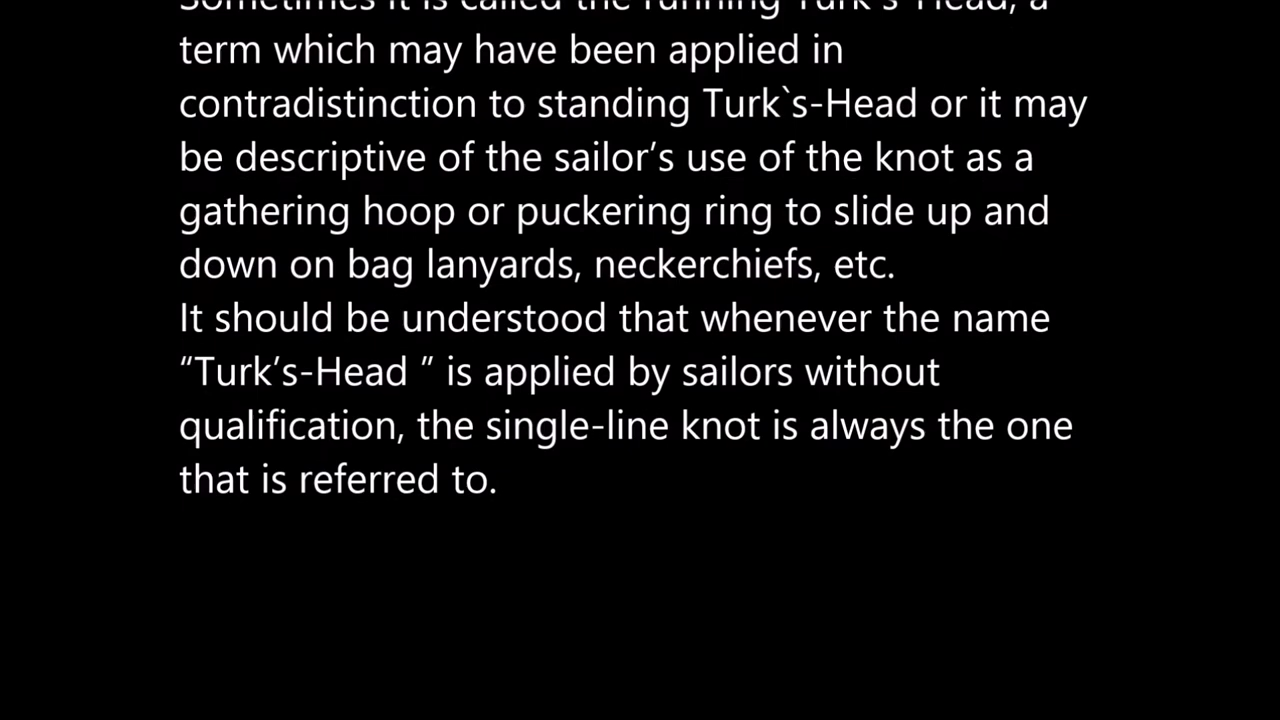 Sometimes it is called the running Turk's-Head, a
term which may have been applied in
contradistinction to standing Turk`s-Head or it may
be descriptive of the sailor’s use of the knot as a
gathering hoop or puckering ring to slide up and
down on bag lanyards, neckerchiefs, etc.
It should be understood that whenever the name
“Turk’s-Head ” is applied by sailors without
qualification, the single-line knot is always the one
that is referred to.